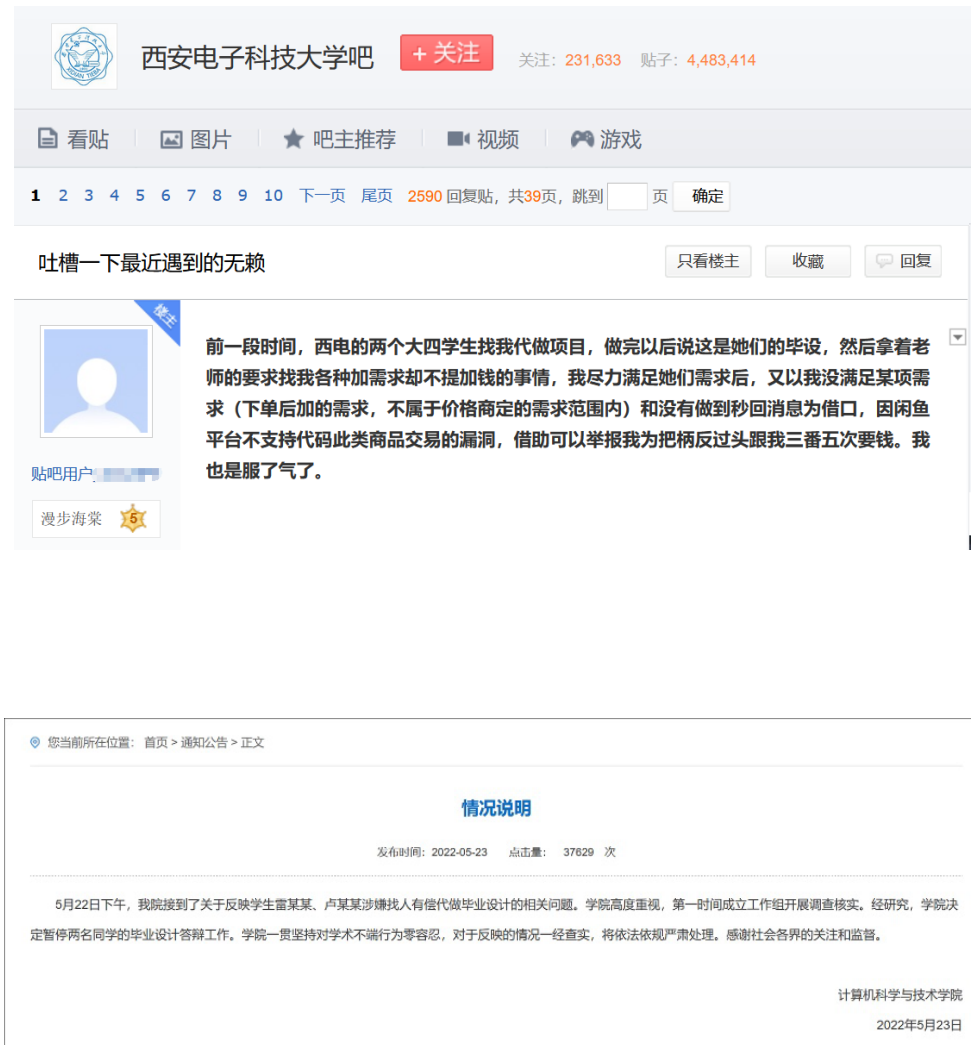 西安电子科技大学吧
+ 关注
关注：231,633 贴子：4,483,414
看贴 图片 吧主推荐 视频 游戏
1 2 3 4 5 6 7 8 9 10 下一页 尾页 2590回复贴，共39页，跳到 页 确定
吐槽一下最近遇到的无赖
只看楼主 收藏 回复
楼主
前一段时间，西电的两个大四学生找我代做项目，做完以后说这是她们的毕设，然后拿着老
师的要求找我各种加需求却不提加钱的事情，我尽力满足她们需求后，又以我没满足某项需
求（下单后加的需求，不属于价格商定的需求范围内）和没有做到秒回消息为借口，因闲鱼
平台不支持代码此类商品交易的漏洞，借助可以举报我为把柄反过头跟我三番五次要钱。我
也是服了气了。
贴吧用户_
漫步海棠 5
您当前所在位置： 首页 > 通知公告 > 正文
情况说明
发布时间：2022-05-23 点击量： 37629 次
5月22日下午，我院接到了关于反映学生雷某某、卢某某涉嫌找人有偿代做毕业设计的相关问题。学院高度重视，第一时间成立工作组开展调查核实。经研究，学院决
定暂停两名同学的毕业设计答辩工作。学院一贯坚持对学术不端行为零容忍，对于反映的情况一经查实，将依法依规严肃处理。感谢社会各界的关注和监督。
计算机科学与技术学院
2022年5月23日